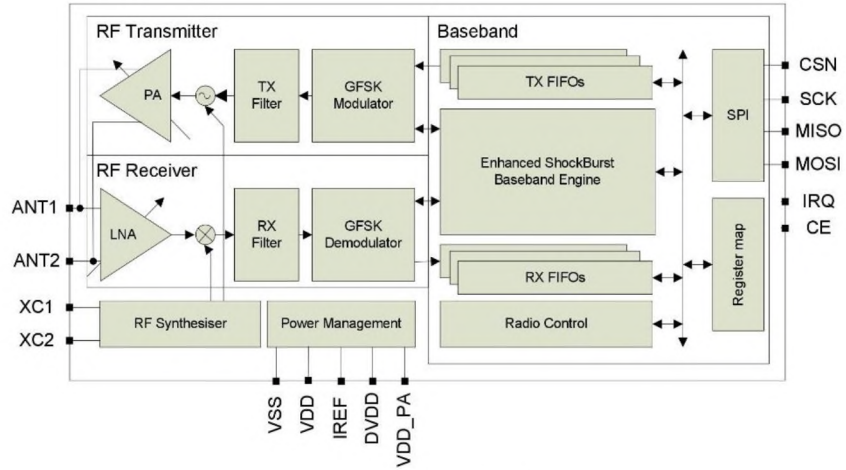 RF Transmitter
Baseband
PA
TX
Filter
GFSK
Modulator
TX FIFOs
SPI
CSN
SCK
MISO
MOSI
Enhanced ShockBurst
Baseband Engine
RF Receiver
ANT1
ANT2
LNA
RX
Filter
GFSK
Demodulator
RX FIFOs
Register map
IRQ
CE
XC1
XC2
RF Synthesiser
Power Management
Radio Control
VSS
VDD
IREF
DVDD
VDD_PA